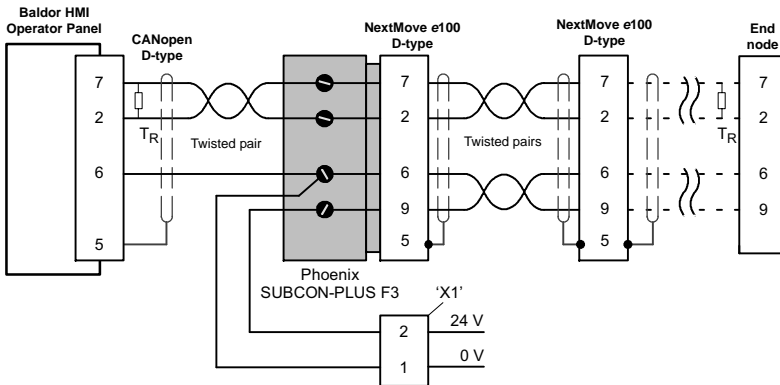 Baldor HMI
Operator Panel
CANopen
D-type
NextMove e100
D-type
NextMove e100
D-type
End
node
7
7
7
7
2
2
2
2
TR
TR
Twisted pair
Twisted pairs
6
6
6
6
9
9
9
5
5
5
Phoenix
SUBCON-PLUS F3
‘X1’
2
24 V
1
0 V